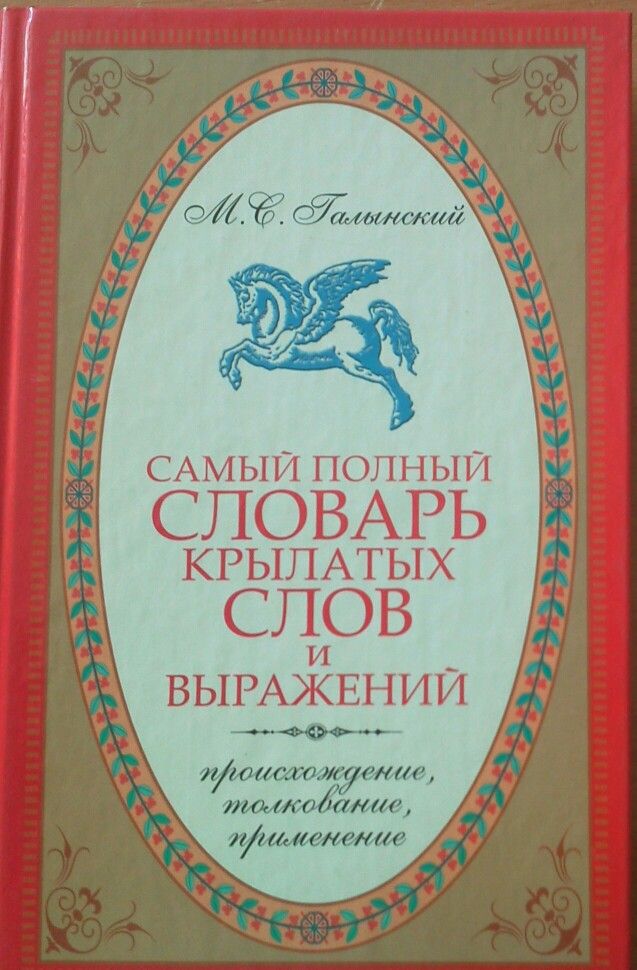 М. С. Галынский
САМЫЙ ПОЛНЫЙ
СЛОВАРЬ
КРЫЛАТЫХ
СЛОВ
И
ВЫРАЖЕНИЙ
происхождение,
толкование,
применение